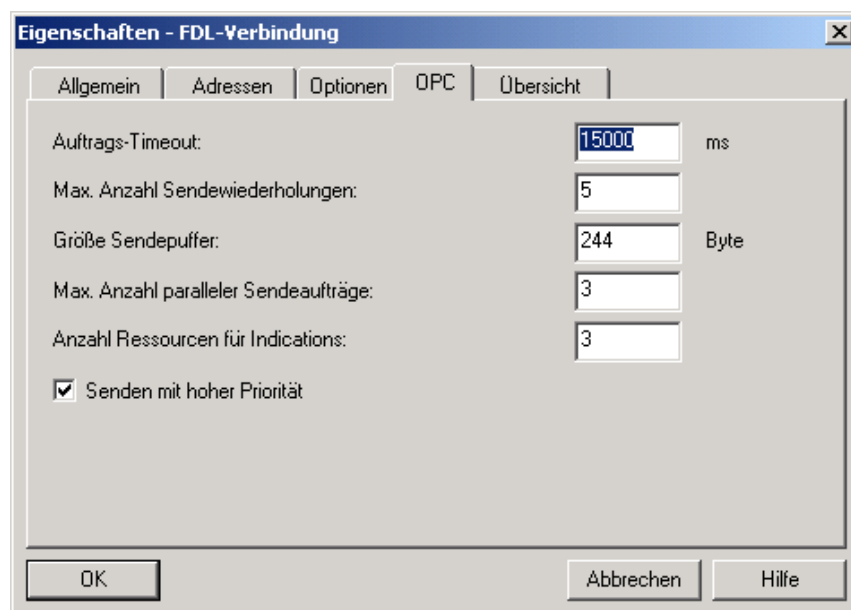 Eigenschaften - FDL-Verbindung
Allgemein Adressen Optionen OPC Übersicht
Auftrags-Timeout: 15000 ms
Max. Anzahl Sendewiederholungen: 5
Größe Sendepuffer: 244 Byte
Max. Anzahl paralleler Sendeaufträge: 3
Anzahl Ressourcen für Indications: 3
Senden mit hoher Priorität
OK Abbrechen Hilfe